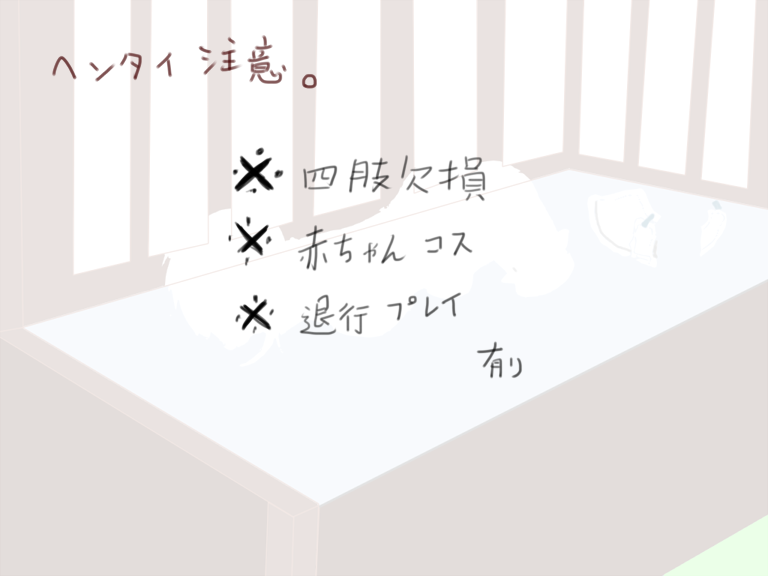 ヘンタイ注意。
※四肢欠損
※赤ちゃんコス
※退行プレイ
有り